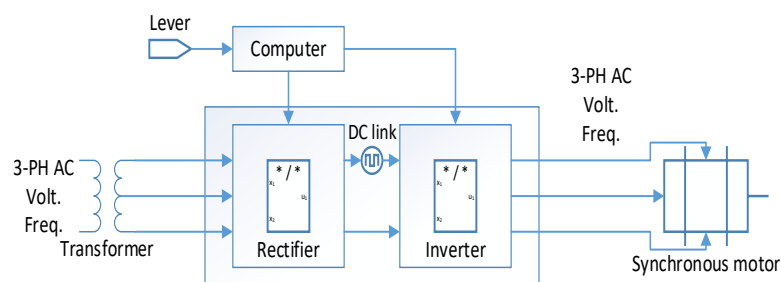 Lever
Computer
3-PH AC
Volt.
Freq.
DC link
3-PH AC
Volt.
Freq.
* / *
x₁
u₁
x₂
* / *
x₁
u₁
x₂
Transformer
Rectifier
Inverter
Synchronous motor